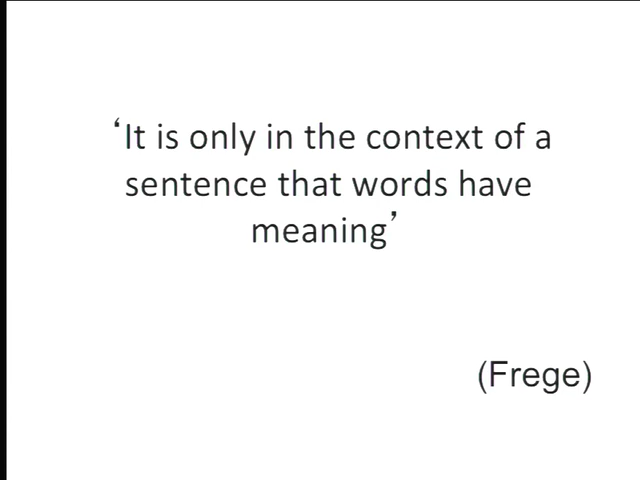 ‘It is only in the context of a
sentence that words have
meaning’
(Frege)